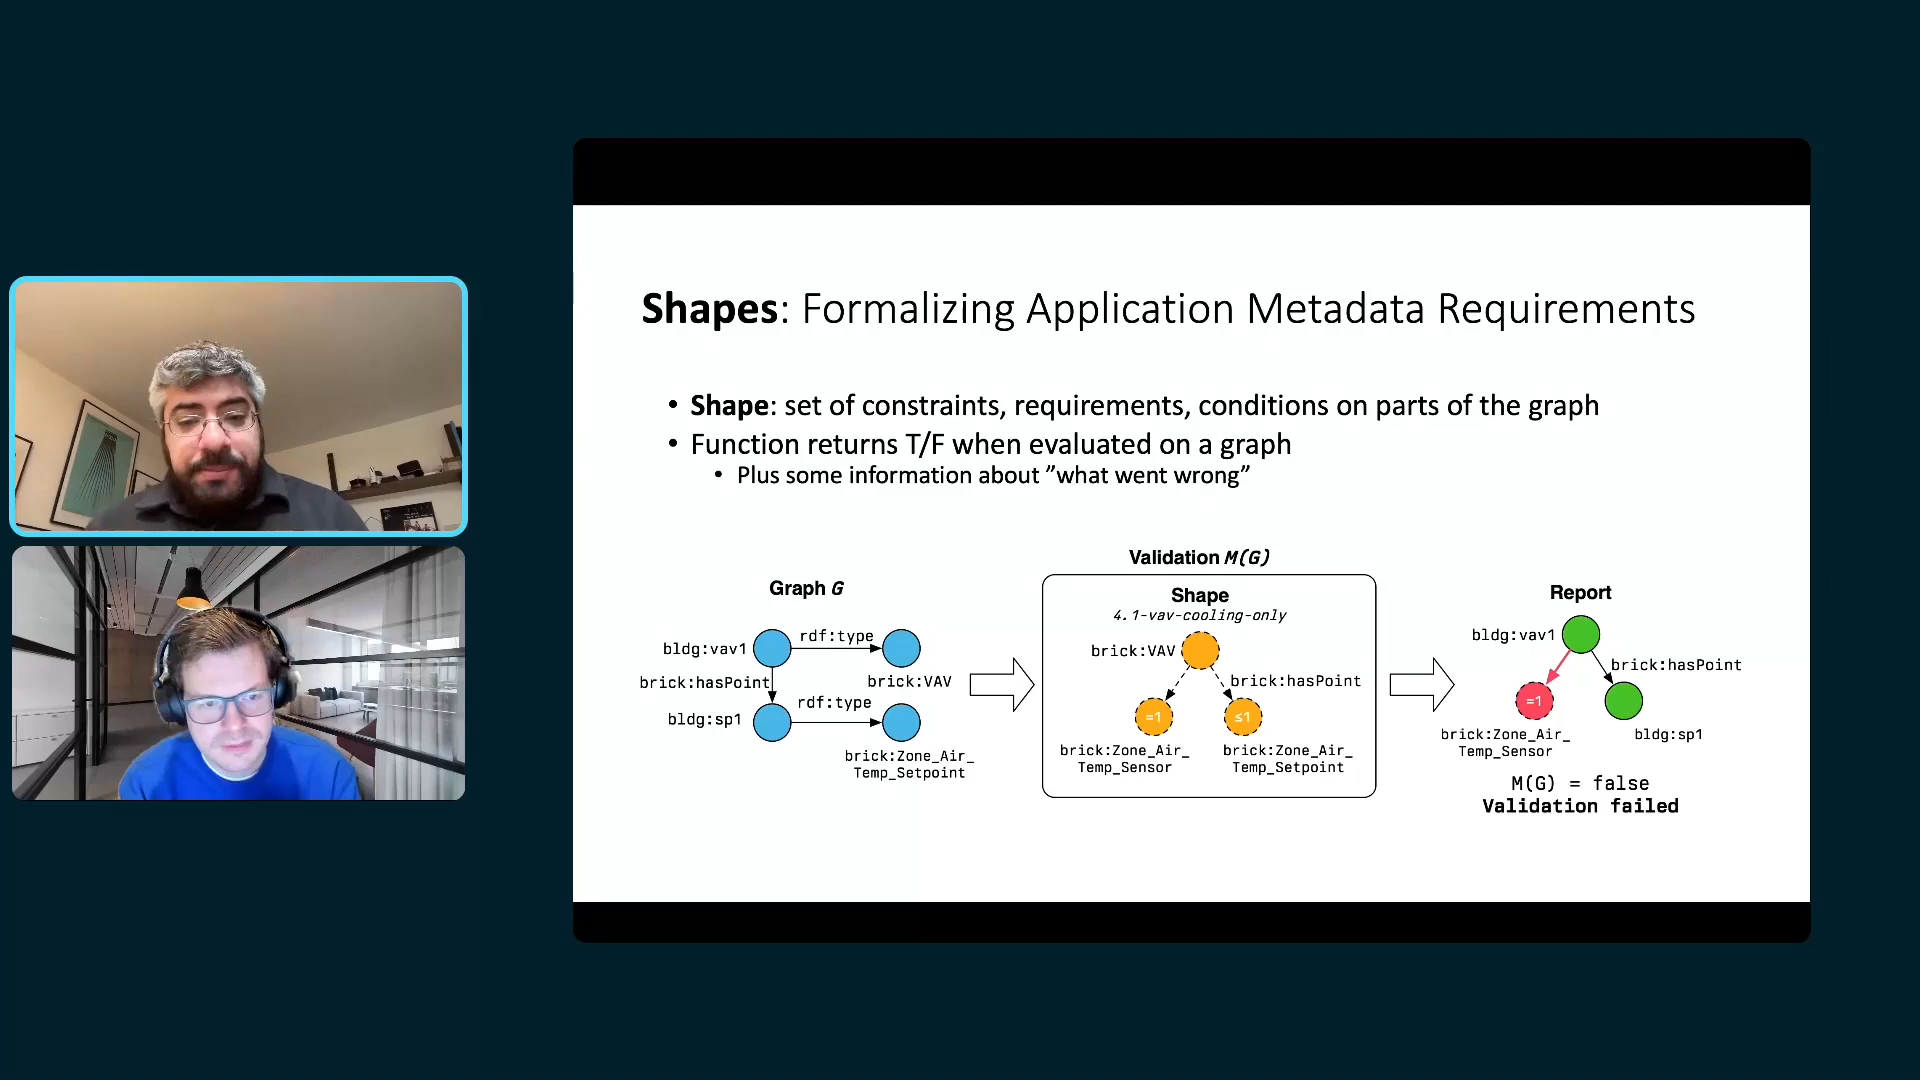 Shapes: Formalizing Application Metadata Requirements
• Shape: set of constraints, requirements, conditions on parts of the graph
• Function returns T/F when evaluated on a graph
• Plus some information about ”what went wrong”
Graph G
bldg:vav1
rdf:type
brick:hasPoint
brick:VAV
bldg:sp1
rdf:type
brick:Zone_Air_
Temp_Setpoint
Validation M(G)
Shape
4.1-vav-cooling-only
brick:VAV
brick:hasPoint
=1
≤1
brick:Zone_Air_
Temp_Sensor
brick:Zone_Air_
Temp_Setpoint
Report
bldg:vav1
brick:hasPoint
=1
brick:Zone_Air_
Temp_Sensor
bldg:sp1
M(G) = false
Validation failed